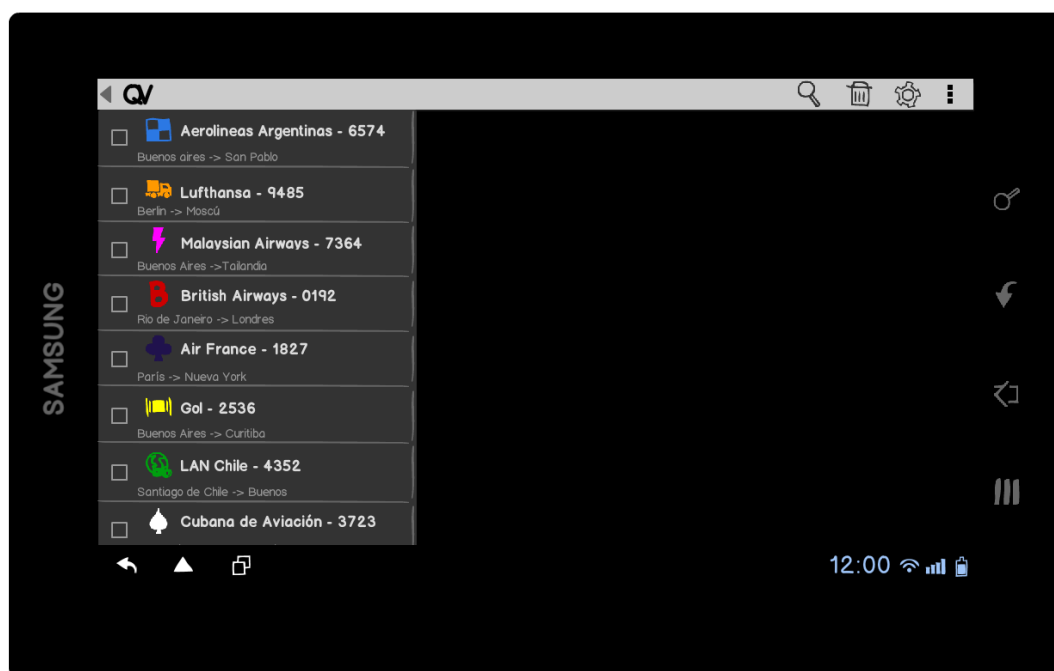 QV
Aerolineas Argentinas - 6574
Buenos aires -> San Pablo
Lufthansa - 9485
Berlin -> Moscú
Malaysian Airways - 7364
Buenos Aires ->Tailandia
B
British Airways - 0192
Rio de Janeiro -> Londres
Air France - 1827
París -> Nueva York
Gol - 2536
Buenos Aires -> Curitiba
LAN Chile - 4352
Santiago de Chile -> Buenos
Cubana de Aviación - 3723
SAMSUNG
12:00